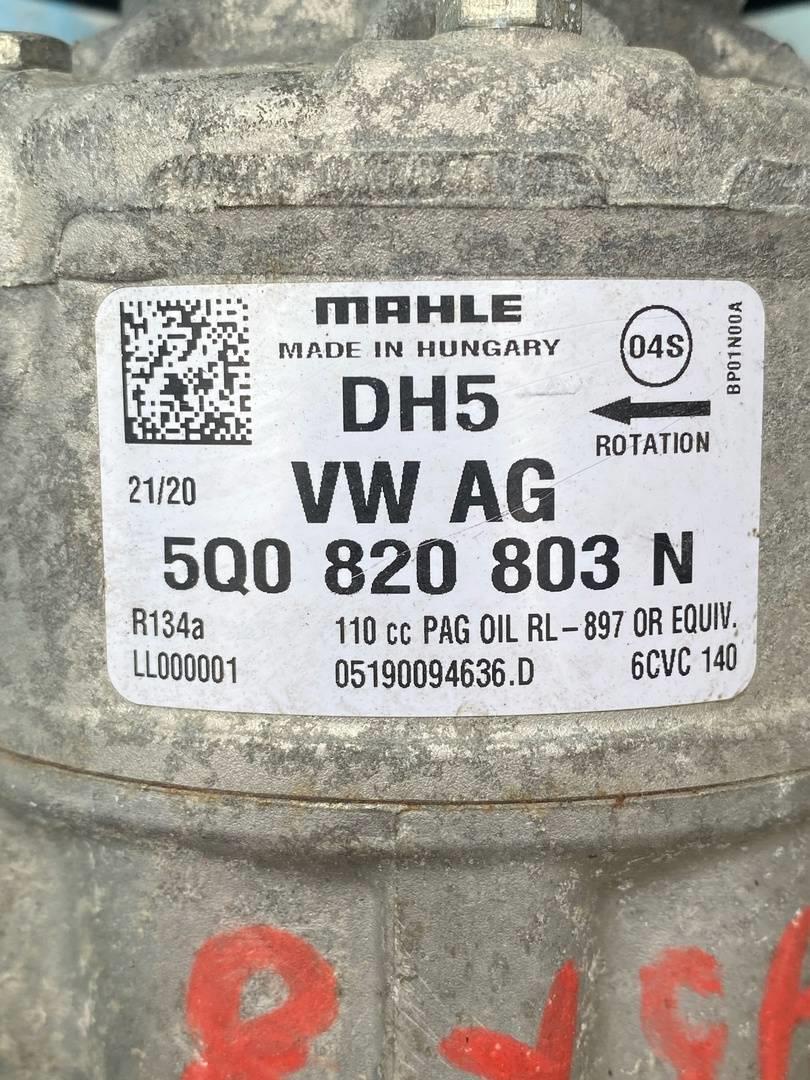 MAHLE
MADE IN HUNGARY
04S
BP01N00A
DH5
ROTATION
21/20
VW AG
5Q0 820 803 N
R134a
110 cc PAG OIL RL-897 OR EQUIV.
LL000001
05190094636.D
6CVC 140